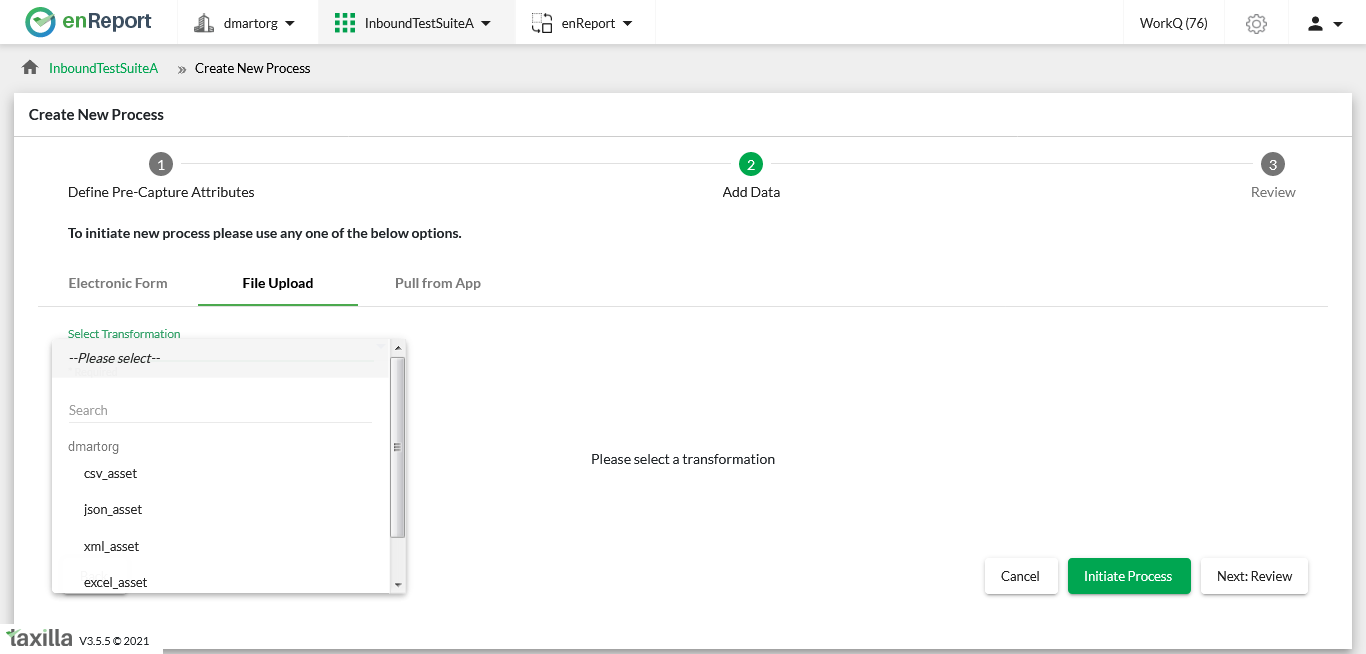 enReport
dmartorg
InboundTestSuiteA
enReport
WorkQ (76)
InboundTestSuiteA » Create New Process
Create New Process
1
2
3
Define Pre-Capture Attributes
Add Data
Review
To initiate new process please use any one of the below options.
Electronic Form
File Upload
Pull from App
Select Transformation
--Please select--
Search
dmartorg
csv_asset
json_asset
xml_asset
excel_asset
Please select a transformation
Cancel
Initiate Process
Next: Review
taxilla V3.5.5 © 2021